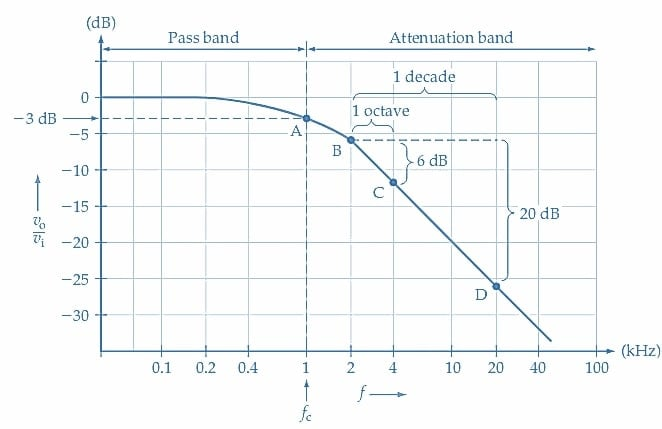 (dB)
Pass band
Attenuation band
1 decade
0
1 octave
−3 dB
A
−5
B
6 dB
−10
C
−15
20 dB
vo
vi
−20
−25
D
−30
(kHz)
0.1 0.2 0.4 1 2 4 10 20 40 100
f
fc